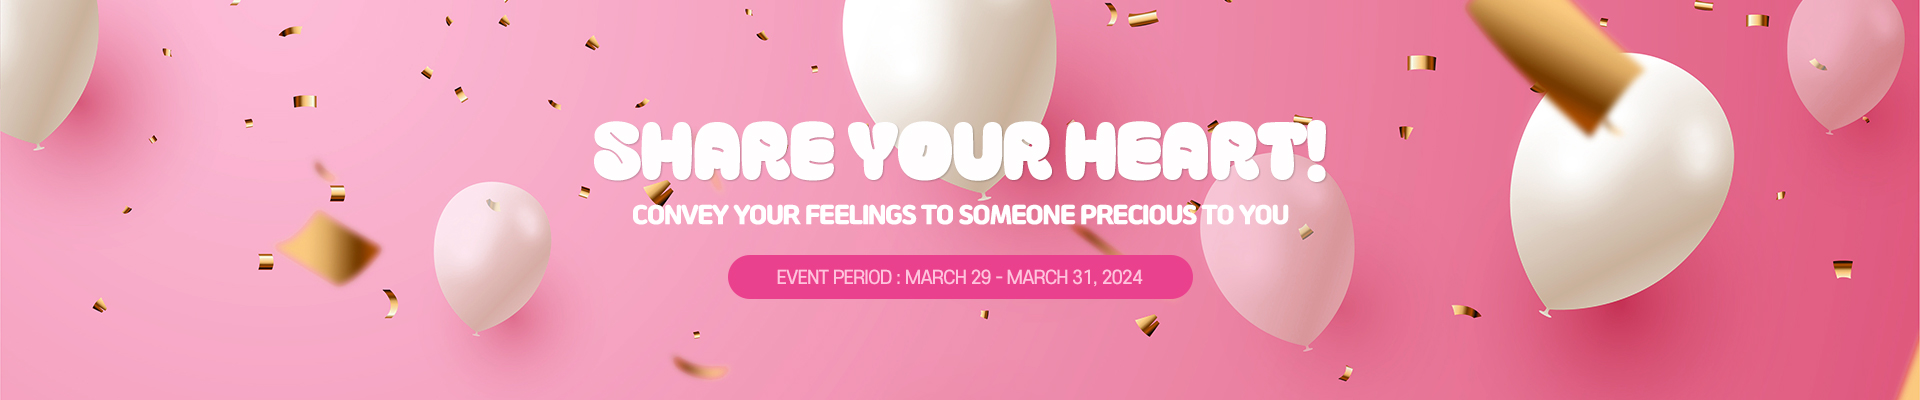 SHARE YOUR HEART!
CONVEY YOUR FEELINGS TO SOMEONE PRECIOUS TO YOU
EVENT PERIOD : MARCH 29 - MARCH 31, 2024